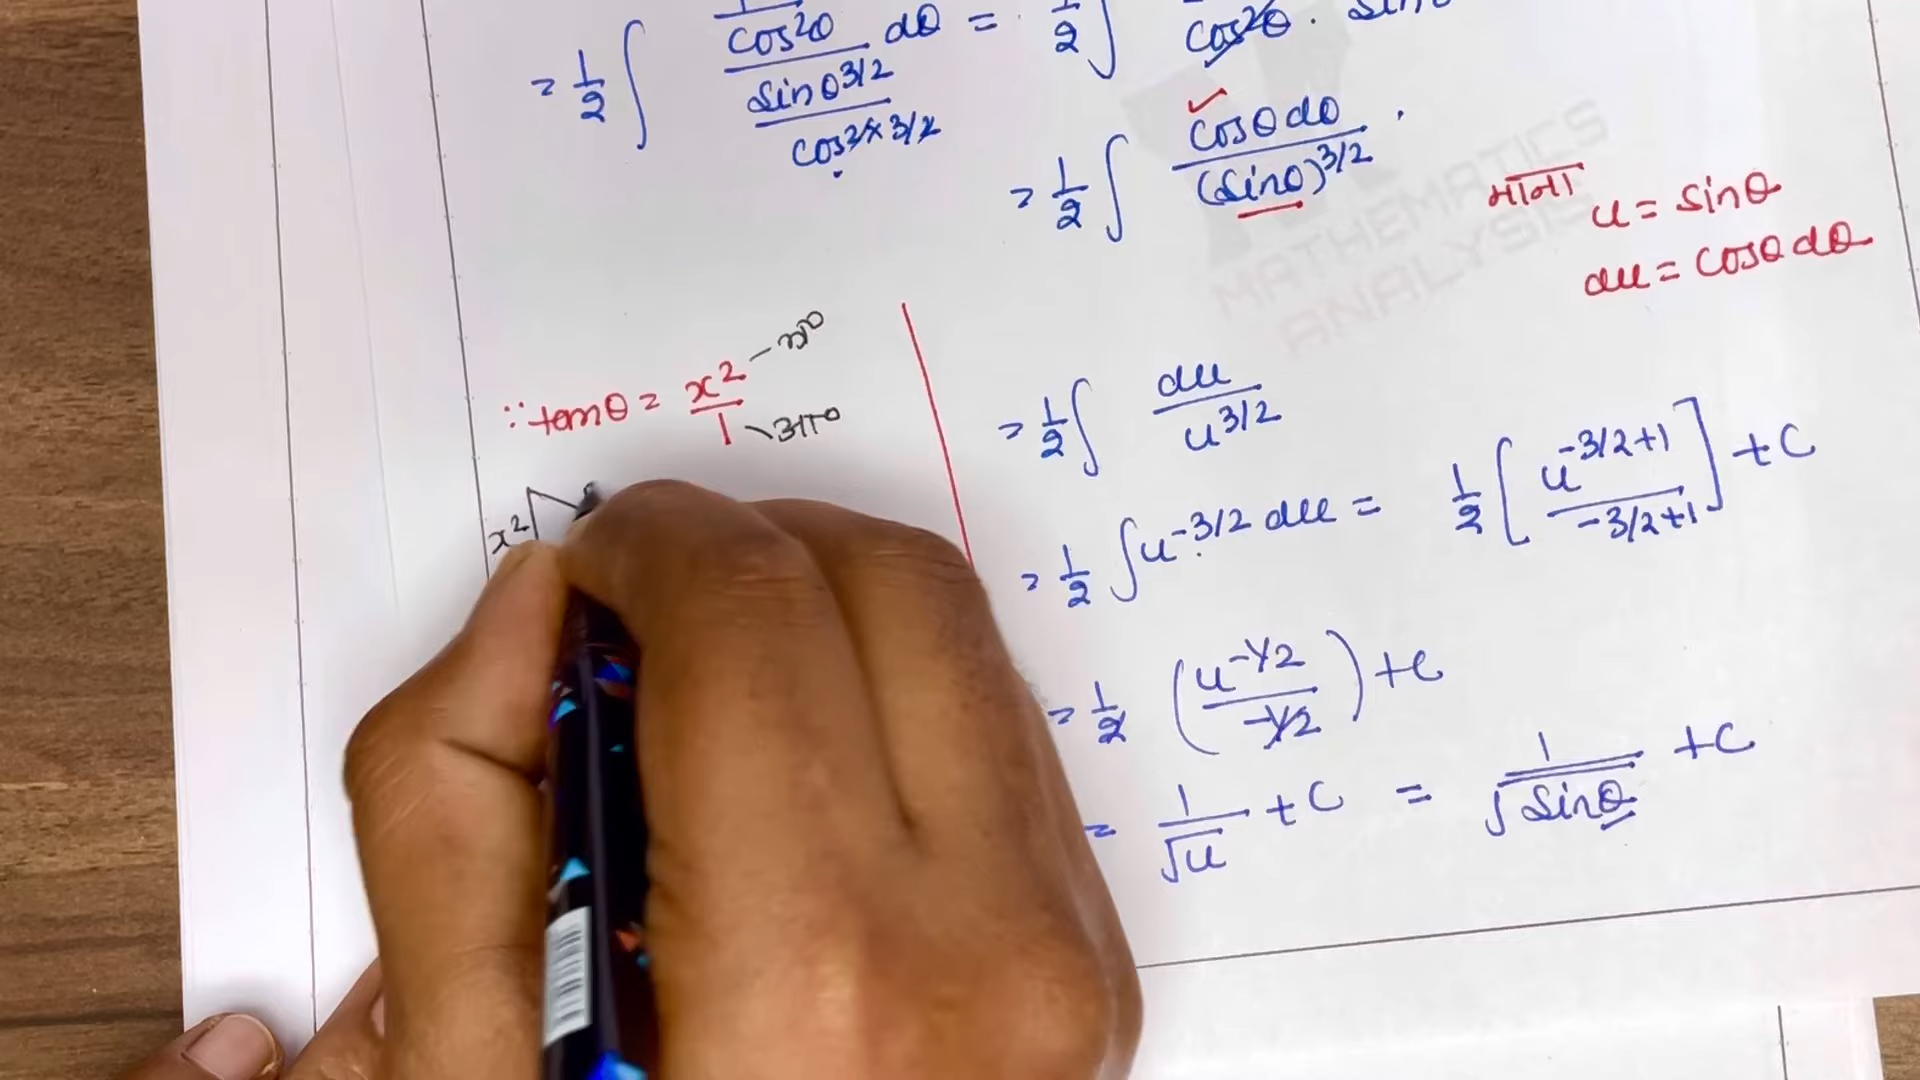 = 1/2 ∫ 1/cos²θ / (sinθ^3/2 / cos^2×3/2) dθ = 1/2 ∫ cos²θ · sin
= 1/2 ∫ cosθ dθ / (sinθ)^3/2 .
माना u = sinθ
du = cosθ dθ
∵ tanθ = x²/1
x²
= 1/2 ∫ du / u^3/2
= 1/2 ∫ u^-3/2 du = 1/2 [ u^-3/2+1 / -3/2+1 ] + C
= 1/2 ( u^-1/2 / -1/2 ) + C
= 1/√u + C = 1/√sinθ + C
MATHEMATICS
ANALYSIS